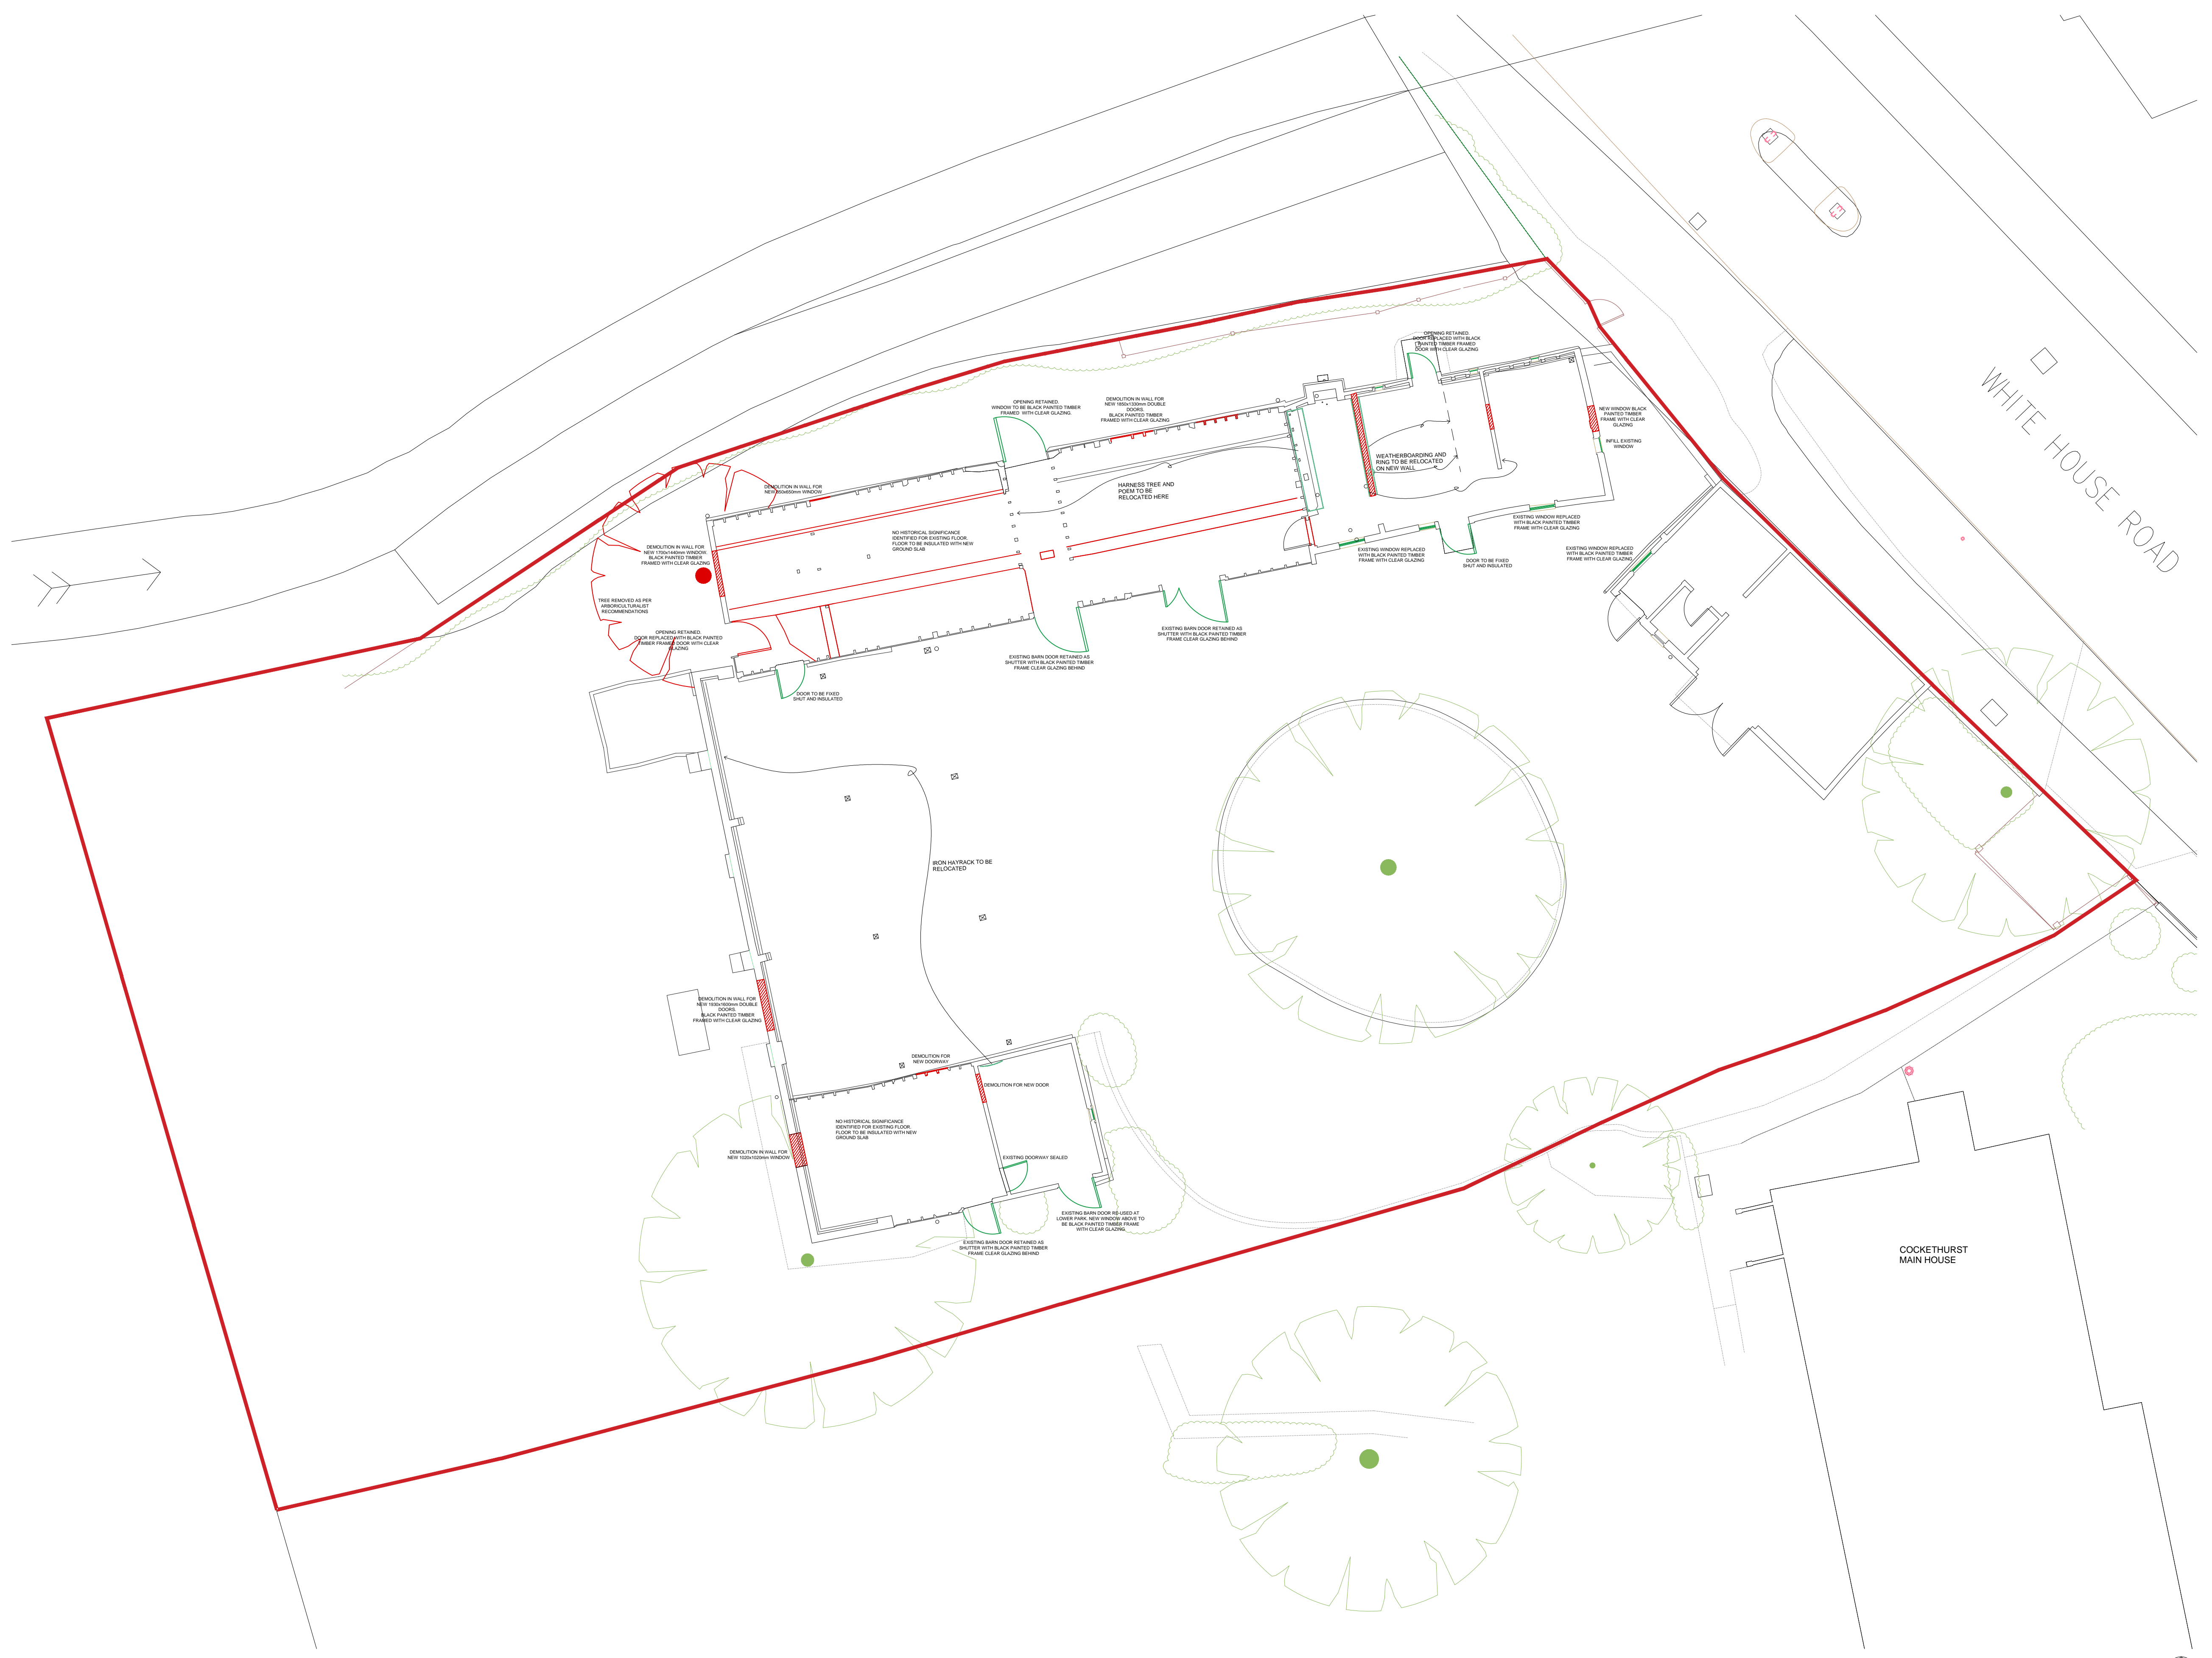 WHITE HOUSE ROAD
OPENING RETAINED.
DOOR REPLACED WITH BLACK
PAINTED TIMBER FRAMED
DOOR WITH CLEAR GLAZING
OPENING RETAINED.
WINDOW TO BE BLACK PAINTED TIMBER
FRAMED WITH CLEAR GLAZING.
DEMOLITION IN WALL FOR
NEW 1850x1330mm DOUBLE
DOORS.
BLACK PAINTED TIMBER
FRAMED WITH CLEAR GLAZING
NEW WINDOW BLACK
PAINTED TIMBER
FRAME WITH CLEAR
GLAZING
INFILL EXISTING
WINDOW
WEATHERBOARDING AND
RING TO BE RELOCATED
ON NEW WALL
HARNESS TREE AND
POEM TO BE
RELOCATED HERE
DEMOLITION IN WALL FOR
NEW 650x650mm WINDOW
NO HISTORICAL SIGNIFICANCE
IDENTIFIED FOR EXISTING FLOOR,
FLOOR TO BE INSULATED WITH NEW
GROUND SLAB
EXISTING WINDOW REPLACED
WITH BLACK PAINTED TIMBER
FRAME WITH CLEAR GLAZING
EXISTING WINDOW REPLACED
WITH BLACK PAINTED TIMBER
FRAME WITH CLEAR GLAZING
EXISTING WINDOW REPLACED
WITH BLACK PAINTED TIMBER
FRAME WITH CLEAR GLAZING
DOOR TO BE FIXED
SHUT AND INSULATED
DEMOLITION IN WALL FOR
NEW 1700x1440mm WINDOW.
BLACK PAINTED TIMBER
FRAMED WITH CLEAR GLAZING
TREE REMOVED AS PER
ARBORICULTURALIST
RECOMMENDATIONS
OPENING RETAINED.
DOOR REPLACED WITH BLACK PAINTED
TIMBER FRAMED DOOR WITH CLEAR
GLAZING
EXISTING BARN DOOR RETAINED AS
SHUTTER WITH BLACK PAINTED TIMBER
FRAME CLEAR GLAZING BEHIND
EXISTING BARN DOOR RETAINED AS
SHUTTER WITH BLACK PAINTED TIMBER
FRAME CLEAR GLAZING BEHIND
DOOR TO BE FIXED
SHUT AND INSULATED
IRON HAYRACK TO BE
RELOCATED
DEMOLITION IN WALL FOR
NEW 1930x1600mm DOUBLE
DOORS.
BLACK PAINTED TIMBER
FRAMED WITH CLEAR GLAZING
DEMOLITION FOR
NEW DOORWAY
DEMOLITION FOR NEW DOOR
NO HISTORICAL SIGNIFICANCE
IDENTIFIED FOR EXISTING FLOOR,
FLOOR TO BE INSULATED WITH NEW
GROUND SLAB
DEMOLITION IN WALL FOR
NEW 1020x1020mm WINDOW
EXISTING DOORWAY SEALED
EXISTING BARN DOOR RE-USED AT
LOWER PARK. NEW WINDOW ABOVE TO
BE BLACK PAINTED TIMBER FRAME
WITH CLEAR GLAZING.
EXISTING BARN DOOR RETAINED AS
SHUTTER WITH BLACK PAINTED TIMBER
FRAME CLEAR GLAZING BEHIND
COCKETHURST
MAIN HOUSE